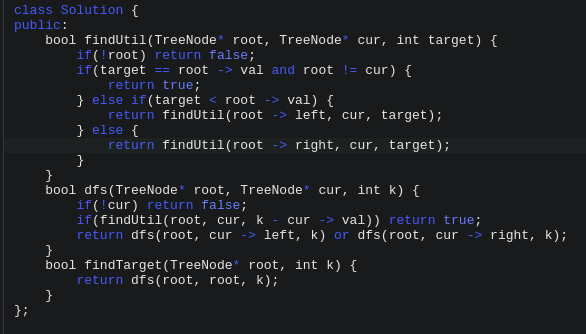 class Solution {
public:
    bool findUtil(TreeNode* root, TreeNode* cur, int target) {
        if(!root) return false;
        if(target == root -> val and root != cur) {
            return true;
        } else if(target < root -> val) {
            return findUtil(root -> left, cur, target);
        } else {
            return findUtil(root -> right, cur, target);
        }
    }
    bool dfs(TreeNode* root, TreeNode* cur, int k) {
        if(!cur) return false;
        if(findUtil(root, cur, k - cur -> val)) return true;
        return dfs(root, cur -> left, k) or dfs(root, cur -> right, k);
    }
    bool findTarget(TreeNode* root, int k) {
        return dfs(root, root, k);
    }
};